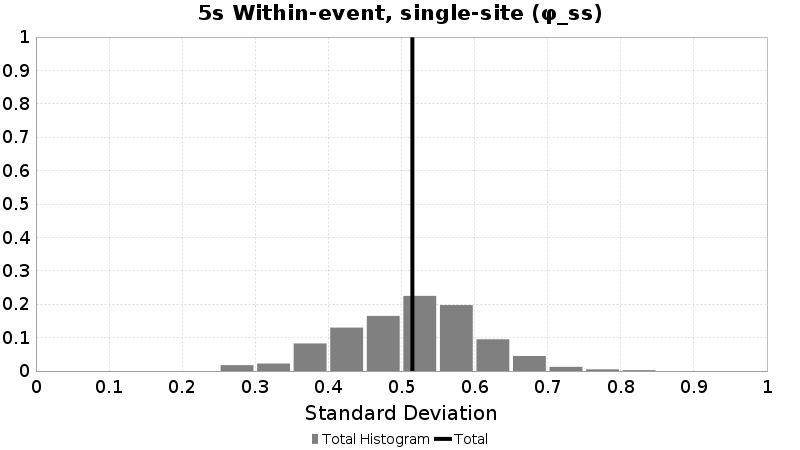 5s Within-event, single-site (φ_ss)
1
0.9
0.8
0.7
0.6
0.5
0.4
0.3
0.2
0.1
0
0 0.1 0.2 0.3 0.4 0.5 0.6 0.7 0.8 0.9 1
Standard Deviation
Total Histogram Total